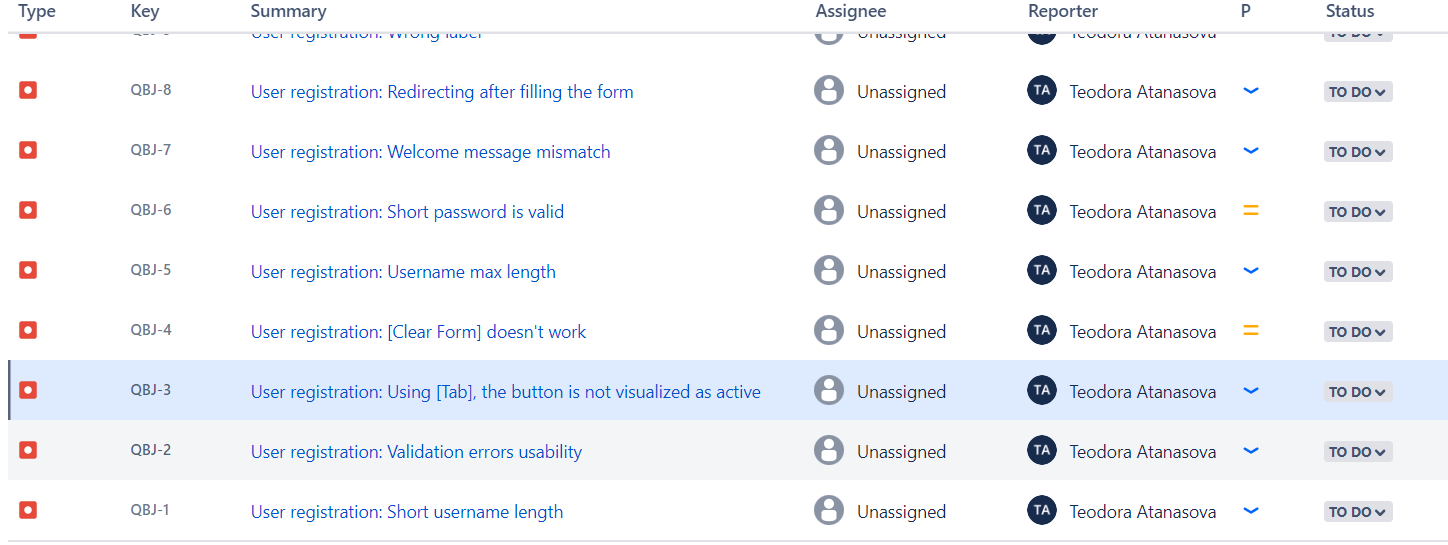 Type Key Summary Assignee Reporter P Status
User registration: Wrong label Unassigned Teodora Atanasova TO DO
QBJ-8 User registration: Redirecting after filling the form Unassigned TA Teodora Atanasova TO DO
QBJ-7 User registration: Welcome message mismatch Unassigned TA Teodora Atanasova TO DO
QBJ-6 User registration: Short password is valid Unassigned TA Teodora Atanasova TO DO
QBJ-5 User registration: Username max length Unassigned TA Teodora Atanasova TO DO
QBJ-4 User registration: [Clear Form] doesn't work Unassigned TA Teodora Atanasova TO DO
QBJ-3 User registration: Using [Tab], the button is not visualized as active Unassigned TA Teodora Atanasova TO DO
QBJ-2 User registration: Validation errors usability Unassigned TA Teodora Atanasova TO DO
QBJ-1 User registration: Short username length Unassigned TA Teodora Atanasova TO DO